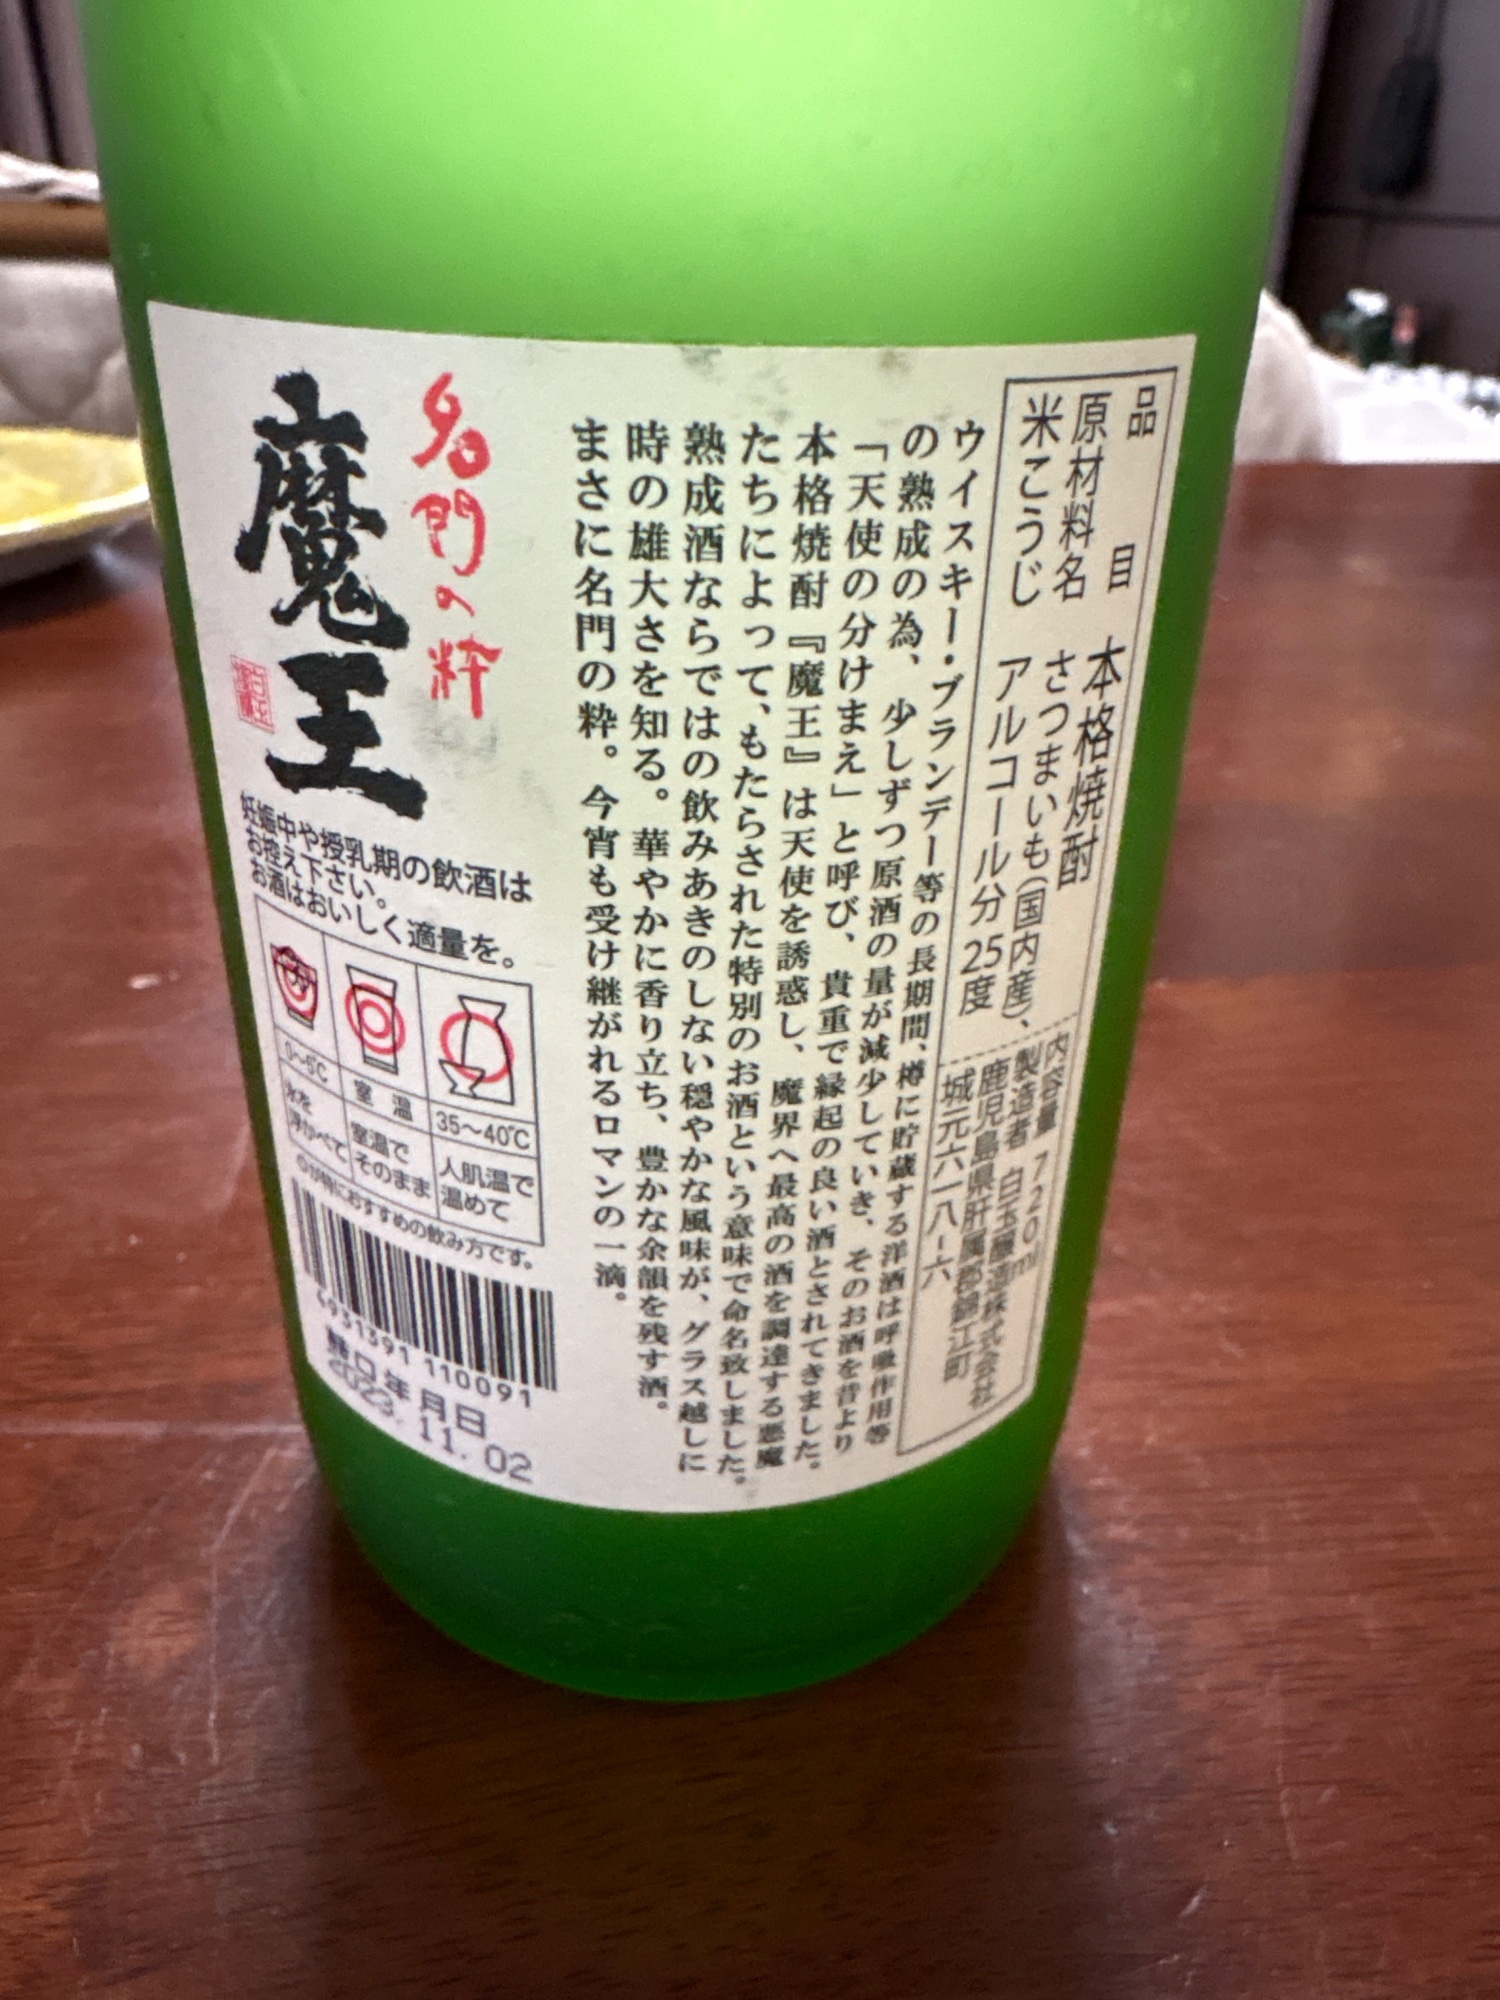 品目 本格焼酎
原材料名 さつまいも(国内産)、
米こうじ アルコール分 25度
内容量 720ml
製造者 白玉醸造株式会社
鹿児島県肝属郡錦江町
城元六一八-六
ウイスキー・ブランデー等の長期間、樽に貯蔵する洋酒は呼吸作用等
の熟成の為、少しずつ原酒の量が減少していき、そのお酒を昔より
「天使の分けまえ」と呼び、貴重で縁起の良い酒とされてきました。
本格焼酎『魔王』は天使を誘惑し、魔界へ最高の酒を調達する悪魔
たちによって、もたらされた特別のお酒という意味で命名致しました。
熟成酒ならではの飲みあきのしない穏やかな風味が、グラス越しに
時の雄大さを知る。華やかに香り立ち、豊かな余韻を残す酒。
まさに名門の粋。今宵も受け継がれるロマンの一滴。
名門の粋
魔王
妊娠中や授乳期の飲酒は
お控え下さい。
お酒はおいしく適量を。
0〜5℃ 室温 35〜40℃
氷を 室温で 人肌温で
浮かべて そのまま 温めて
◎が特におすすめの飲み方です。
4931391 110091
年月日
2023.11.02